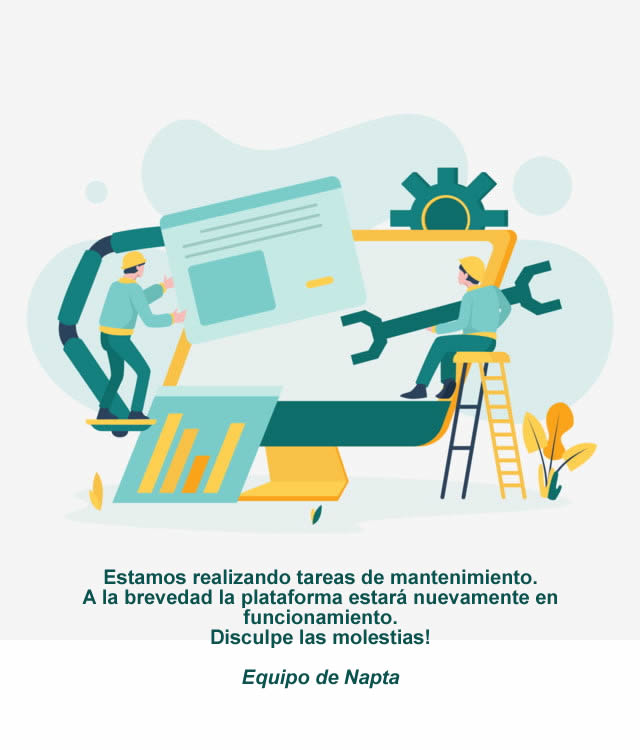 Estamos realizando tareas de mantenimiento.
A la brevedad la plataforma estará nuevamente en
funcionamiento.
Disculpe las molestias!
Equipo de Napta